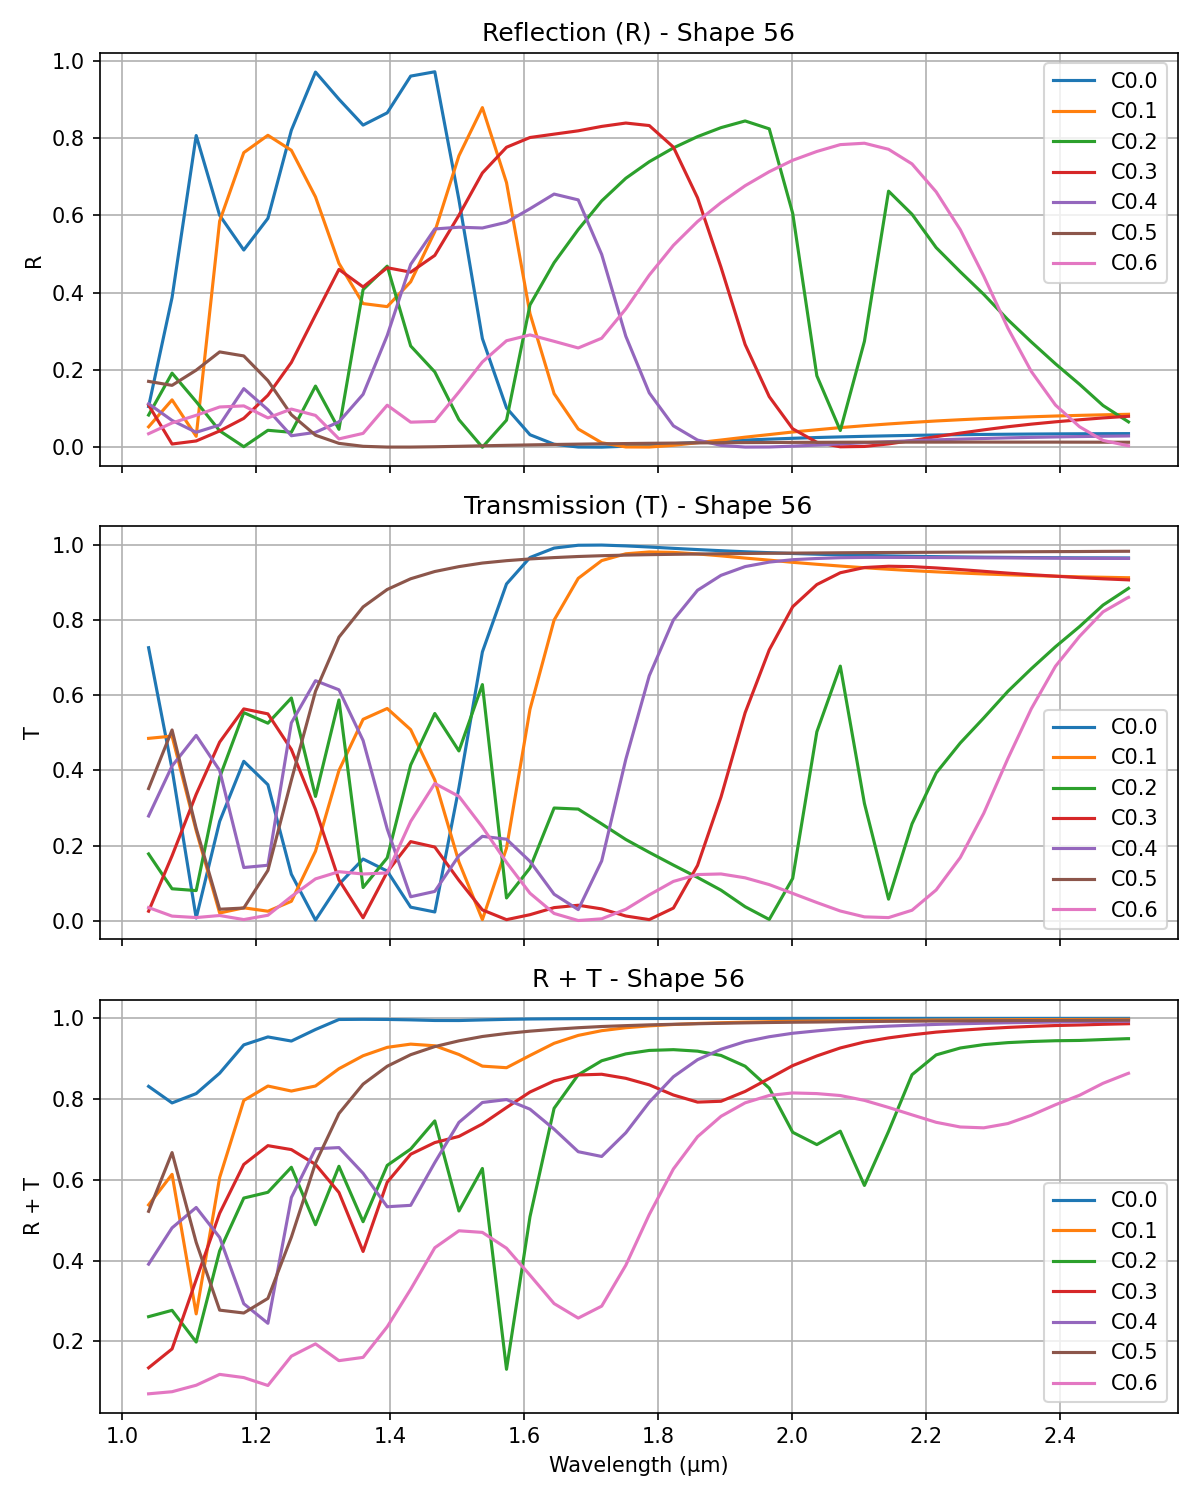 Reflection (R) - Shape 56
1.0
0.8
0.6
0.4
0.2
0.0
R
C0.0
C0.1
C0.2
C0.3
C0.4
C0.5
C0.6
Transmission (T) - Shape 56
1.0
0.8
0.6
0.4
0.2
0.0
T
C0.0
C0.1
C0.2
C0.3
C0.4
C0.5
C0.6
R + T - Shape 56
1.0
0.8
0.6
0.4
0.2
R + T
C0.0
C0.1
C0.2
C0.3
C0.4
C0.5
C0.6
1.0 1.2 1.4 1.6 1.8 2.0 2.2 2.4
Wavelength (μm)